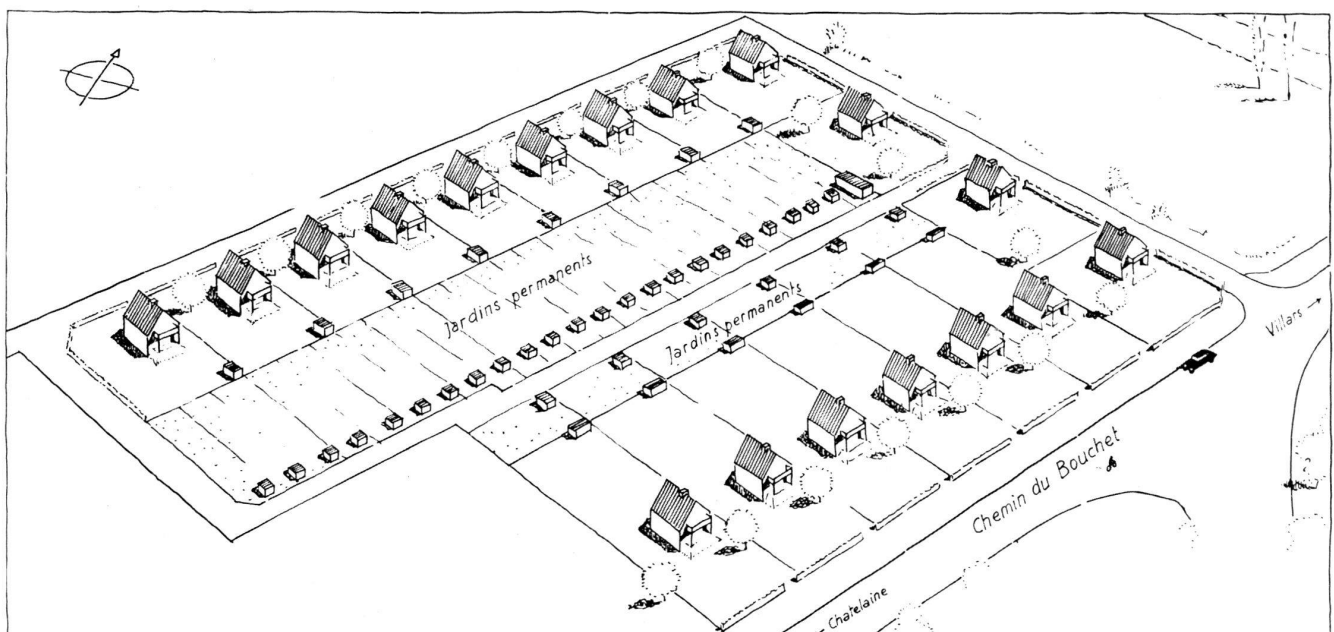 Jardins permanents
Jardins permanents
Villars
Chemin du Bouchet
Chatelaine